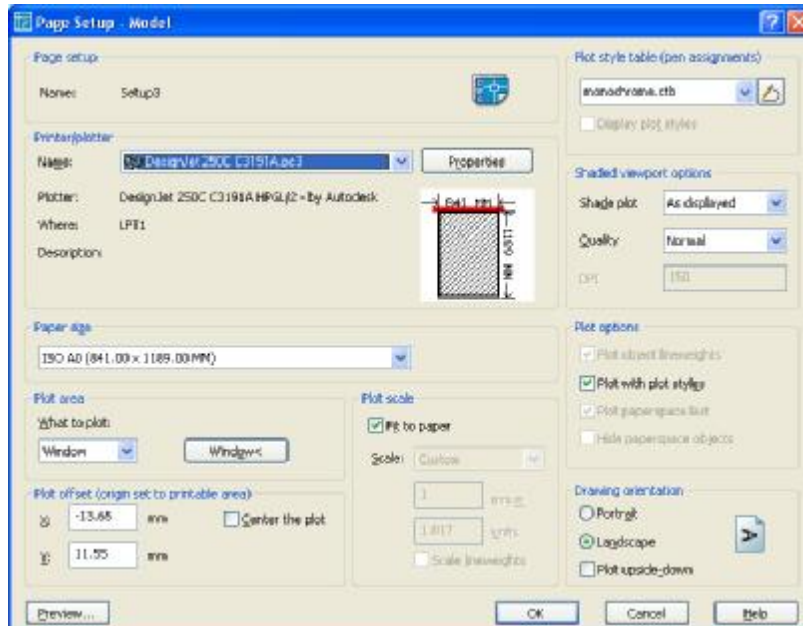 Page Setup - Model
Page setup
Name: Setup3
Printer/plotter
Name: DesignJet 250C C3191A.pc3
Properties
Plotter: DesignJet 250C C3191A HPGL/2 - by Autodesk
Where: LPT1
Description:
841 MM
1189 MM
Paper size
ISO A0 (841.00 x 1189.00 MM)
Plot area
What to plot:
Window
Window<
Plot offset (origin set to printable area)
X: -13.65 mm
Center the plot
Y: 11.55 mm
Plot scale
Fit to paper
Scale: Custom
1 mm
1.817 units
Scale lineweights
Plot style table (pen assignments)
monochrome.ctb
Display plot styles
Shaded viewport options
Shade plot As displayed
Quality Normal
DPI 150
Plot options
Plot object lineweights
Plot with plot styles
Plot paperspace last
Hide paperspace objects
Drawing orientation
Portrait
Landscape
Plot upside-down
A
Preview...
OK
Cancel
Help